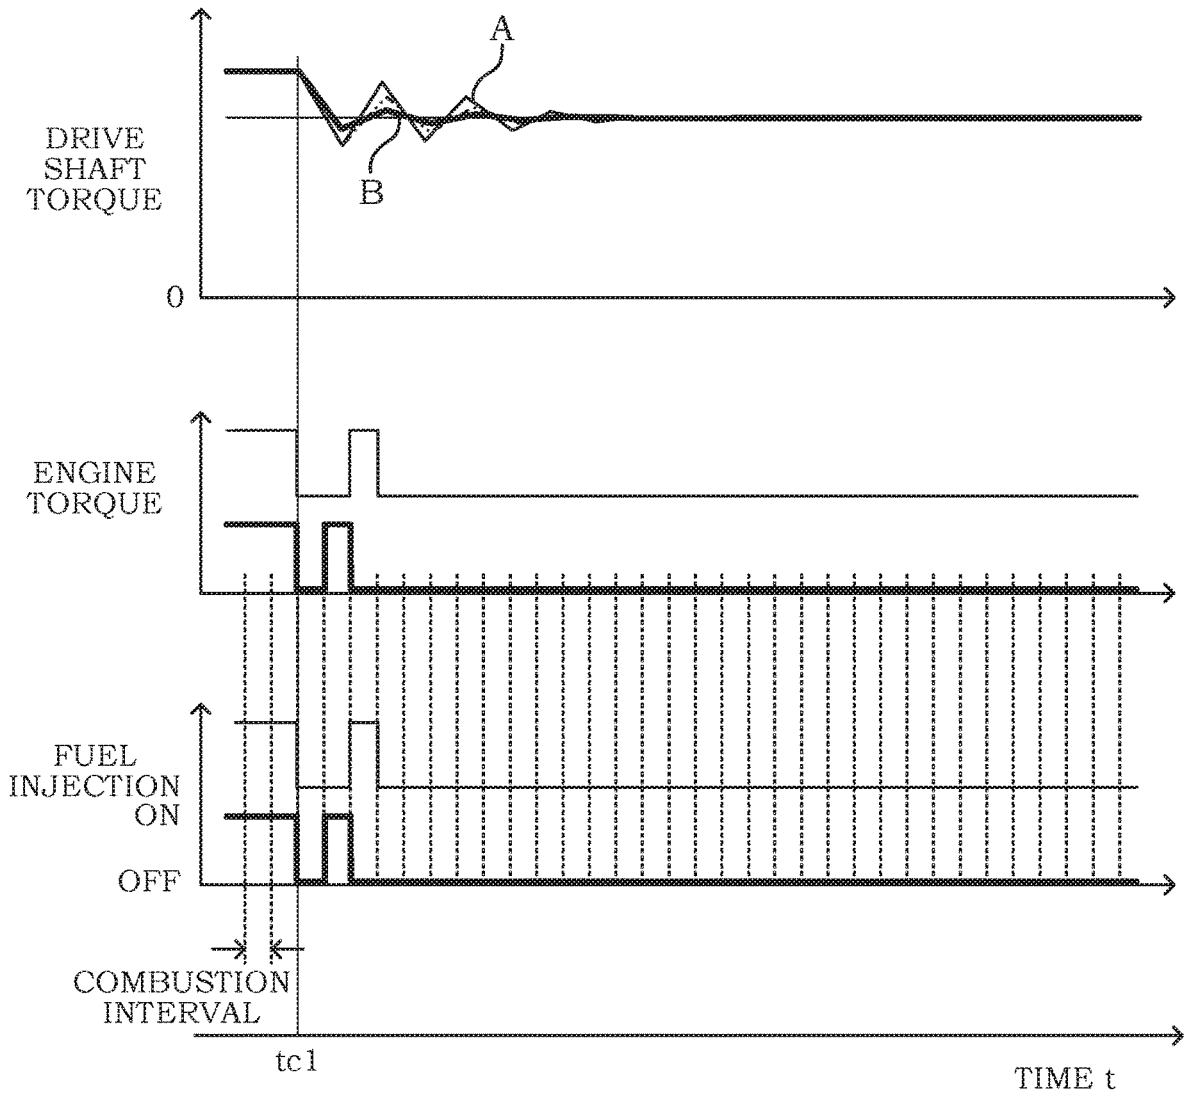 A
DRIVE
SHAFT
TORQUE
B
0
ENGINE
TORQUE
FUEL
INJECTION
ON
OFF
COMBUSTION
INTERVAL
tc1
TIME t